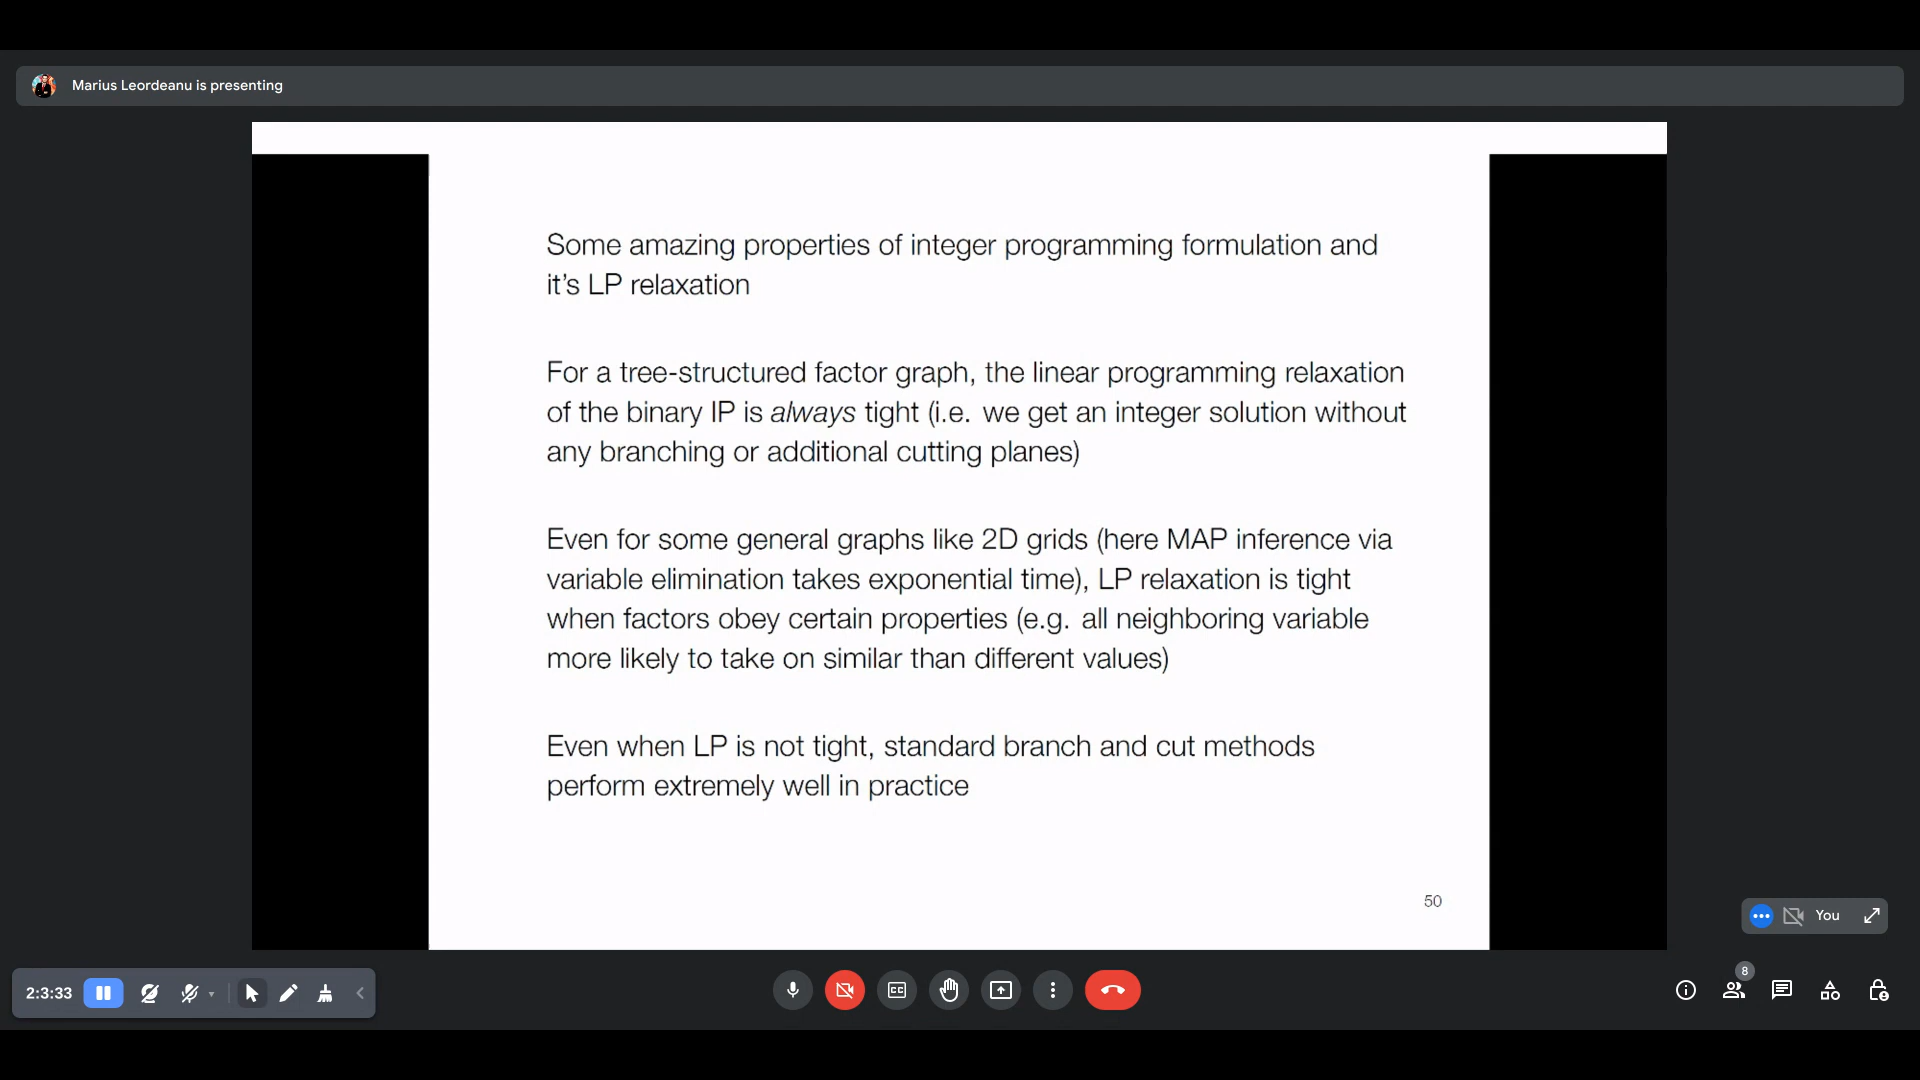 Marius Leordeanu is presenting
Some amazing properties of integer programming formulation and
it's LP relaxation
For a tree-structured factor graph, the linear programming relaxation
of the binary IP is always tight (i.e. we get an integer solution without
any branching or additional cutting planes)
Even for some general graphs like 2D grids (here MAP inference via
variable elimination takes exponential time), LP relaxation is tight
when factors obey certain properties (e.g. all neighboring variable
more likely to take on similar than different values)
Even when LP is not tight, standard branch and cut methods
perform extremely well in practice
50
You
2:3:33
CC
8